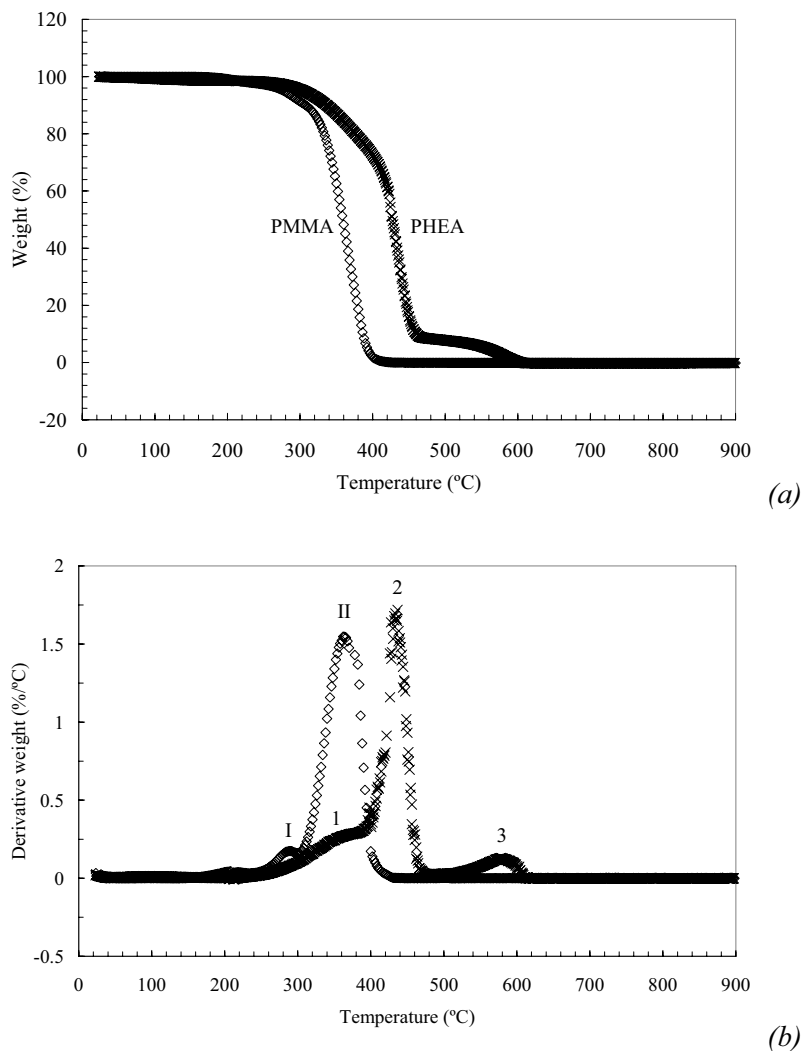 120
100
80
60
40
20
0
-20
Weight (%)
PMMA PHEA
0 100 200 300 400 500 600 700 800 900
Temperature (ºC)
(a)
2
1.5
1
0.5
0
-0.5
Derivative weight (%/ºC)
2
II
I 1 3
0 100 200 300 400 500 600 700 800 900
Temperature (ºC)
(b)